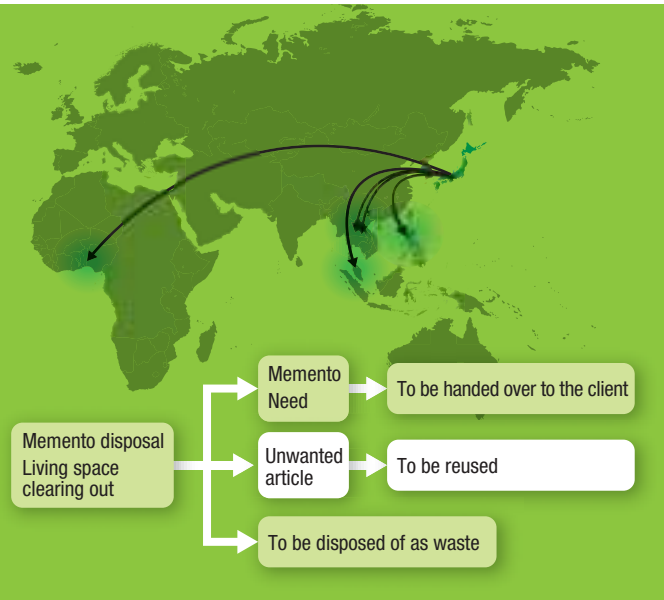 Memento
Need
To be handed over to the client
Memento disposal
Living space
clearing out
Unwanted
article
To be reused
To be disposed of as waste